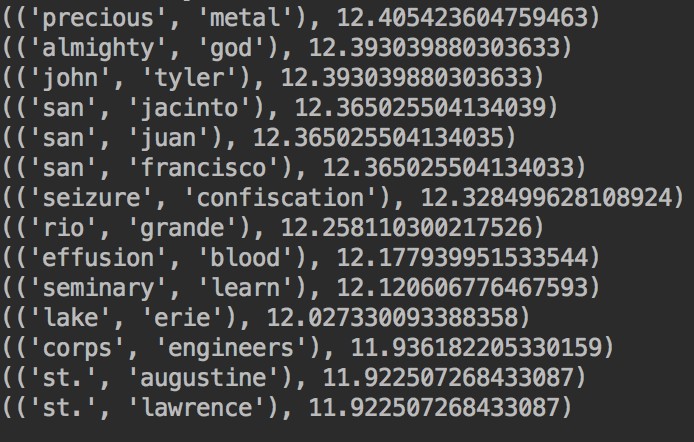 (('precious', 'metal'), 12.405423604759463)
(('almighty', 'god'), 12.393039880303633)
(('john', 'tyler'), 12.393039880303633)
(('san', 'jacinto'), 12.365025504134039)
(('san', 'juan'), 12.365025504134035)
(('san', 'francisco'), 12.365025504134033)
(('seizure', 'confiscation'), 12.328499628108924)
(('rio', 'grande'), 12.258110300217526)
(('effusion', 'blood'), 12.177939951533544)
(('seminary', 'learn'), 12.120606776467593)
(('lake', 'erie'), 12.027330093388358)
(('corps', 'engineers'), 11.936182205330159)
(('st.', 'augustine'), 11.922507268433087)
(('st.', 'lawrence'), 11.922507268433087)